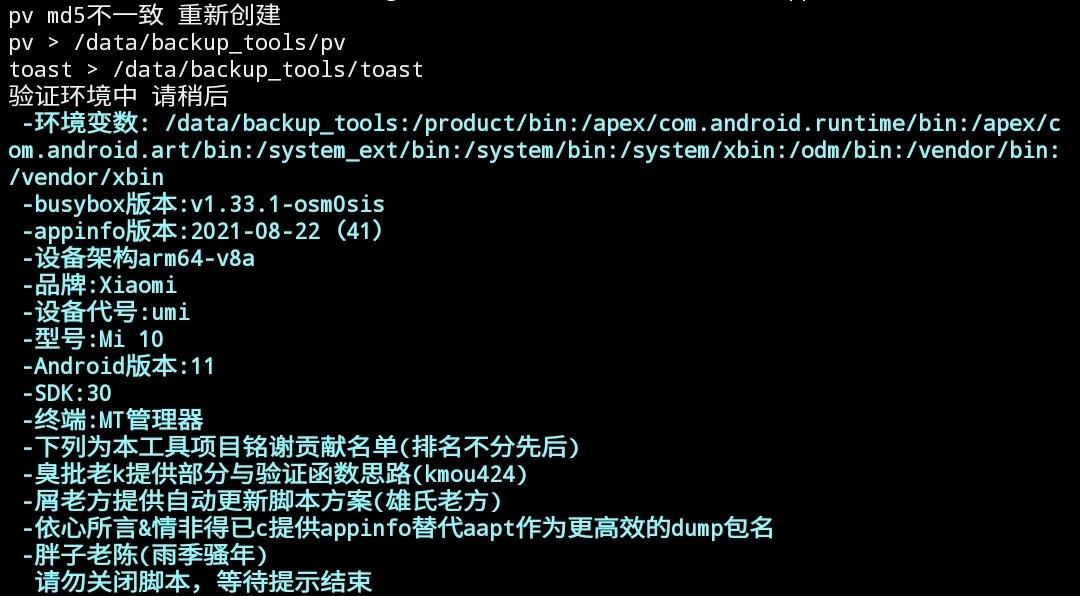 pv md5不一致 重新创建
pv > /data/backup_tools/pv
toast > /data/backup_tools/toast
验证环境中 请稍后
-环境变数: /data/backup_tools:/product/bin:/apex/com.android.runtime/bin:/apex/c
om.android.art/bin:/system_ext/bin:/system/bin:/system/xbin:/odm/bin:/vendor/bin:
/vendor/xbin
-busybox版本:v1.33.1-osm0sis
-appinfo版本:2021-08-22（41）
-设备架构arm64-v8a
-品牌:Xiaomi
-设备代号:umi
-型号:Mi 10
-Android版本:11
-SDK:30
-终端:MT管理器
-下列为本工具项目铭谢贡献名单(排名不分先后)
-臭批老k提供部分与验证函数思路(kmou424)
-屑老方提供自动更新脚本方案(雄氏老方)
-依心所言&情非得已c提供appinfo替代aapt作为更高效的dump包名
-胖子老陈(雨季骚年)
请勿关闭脚本，等待提示结束